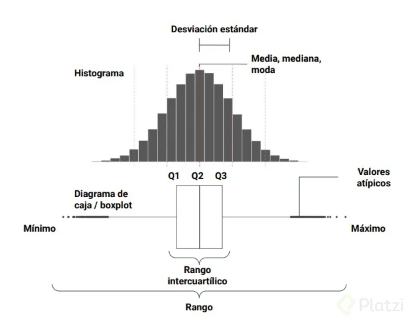 Desviación estándar
Media, mediana,
moda
Histograma
Q1 Q2 Q3
Valores
atípicos
Diagrama de
caja / boxplot
Mínimo
Máximo
Rango
intercuartílico
Rango
Platzi